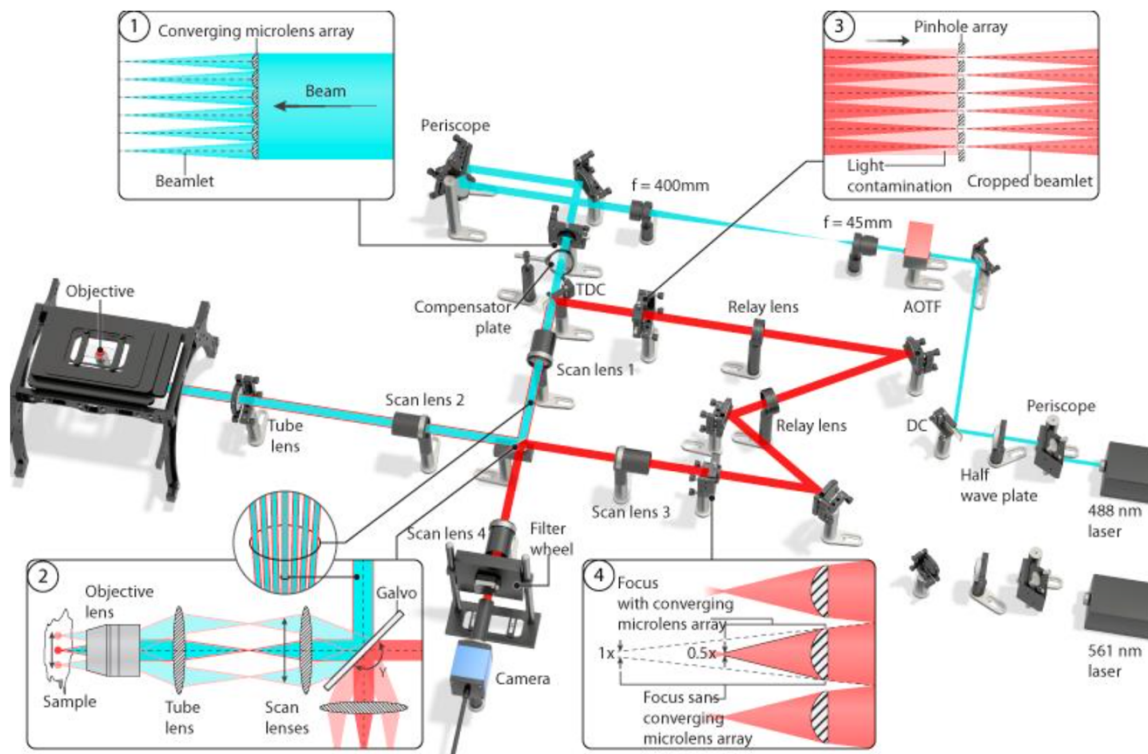 1
Converging microlens array
Beam
Beamlet
3
Pinhole array
Light
contamination
Cropped beamlet
Periscope
f = 400mm
f = 45mm
AOTF
Compensator
plate
TDC
Relay lens
Objective
Scan lens 1
Scan lens 2
Tube
lens
Relay lens
DC
Periscope
Half
wave plate
488 nm
laser
Scan lens 3
Scan lens 4
Filter
wheel
Camera
561 nm
laser
2
Objective
lens
Galvo
Y
Sample
Tube
lens
Scan
lenses
4
Focus
with converging
microlens array
1x
0.5x
Focus sans
converging
microlens array